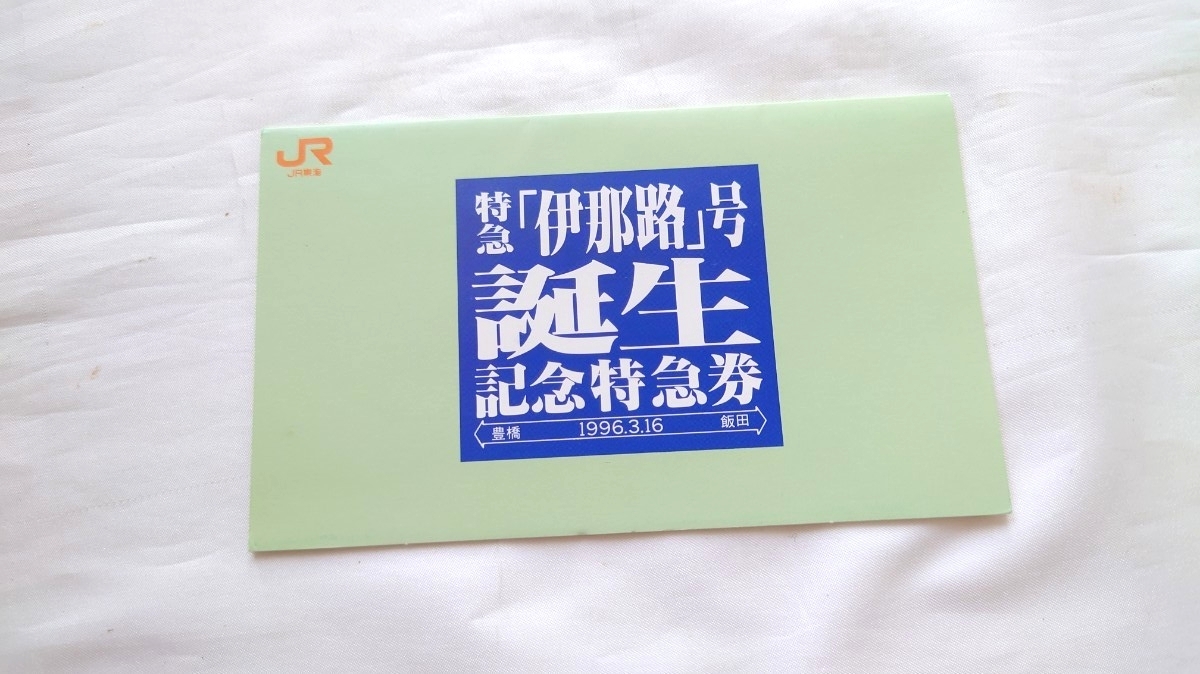 JR
JR東海
特急「伊那路」号
誕生
記念特急券
豊橋 1996.3.16 飯田